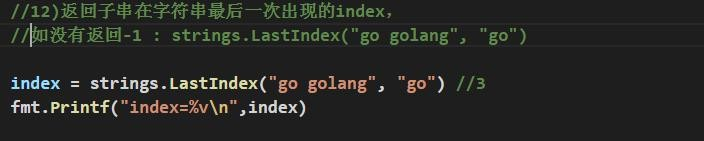 //12)返回子串在字符串最后一次出现的index,
//如没有返回-1 : strings.LastIndex("go golang", "go")
index = strings.LastIndex("go golang", "go") //3
fmt.Printf("index=%v\n",index)